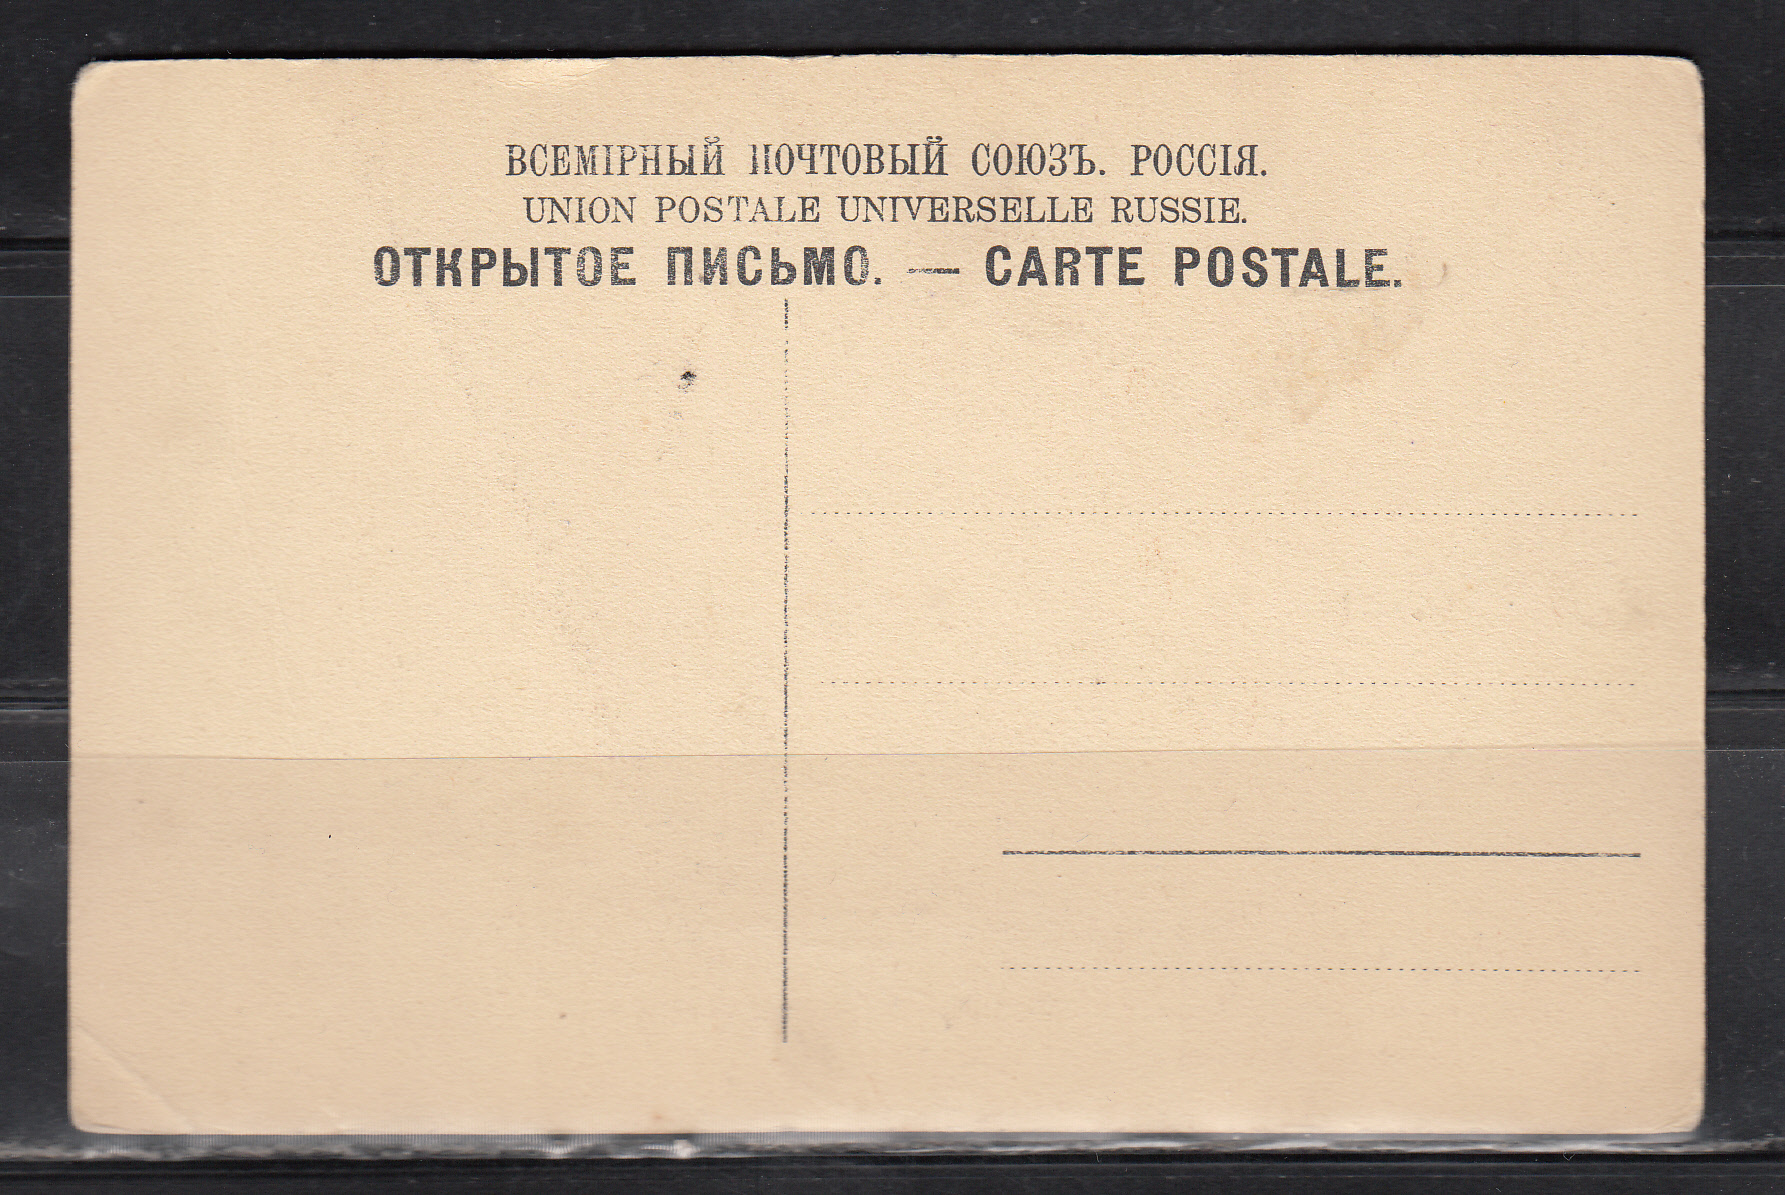 ВСЕМІРНЫЙ ПОЧТОВЫЙ СОЮЗЪ. РОССІЯ.
UNION POSTALE UNIVERSELLE RUSSIE.
ОТКРЫТОЕ ПИСЬМО. — CARTE POSTALE.